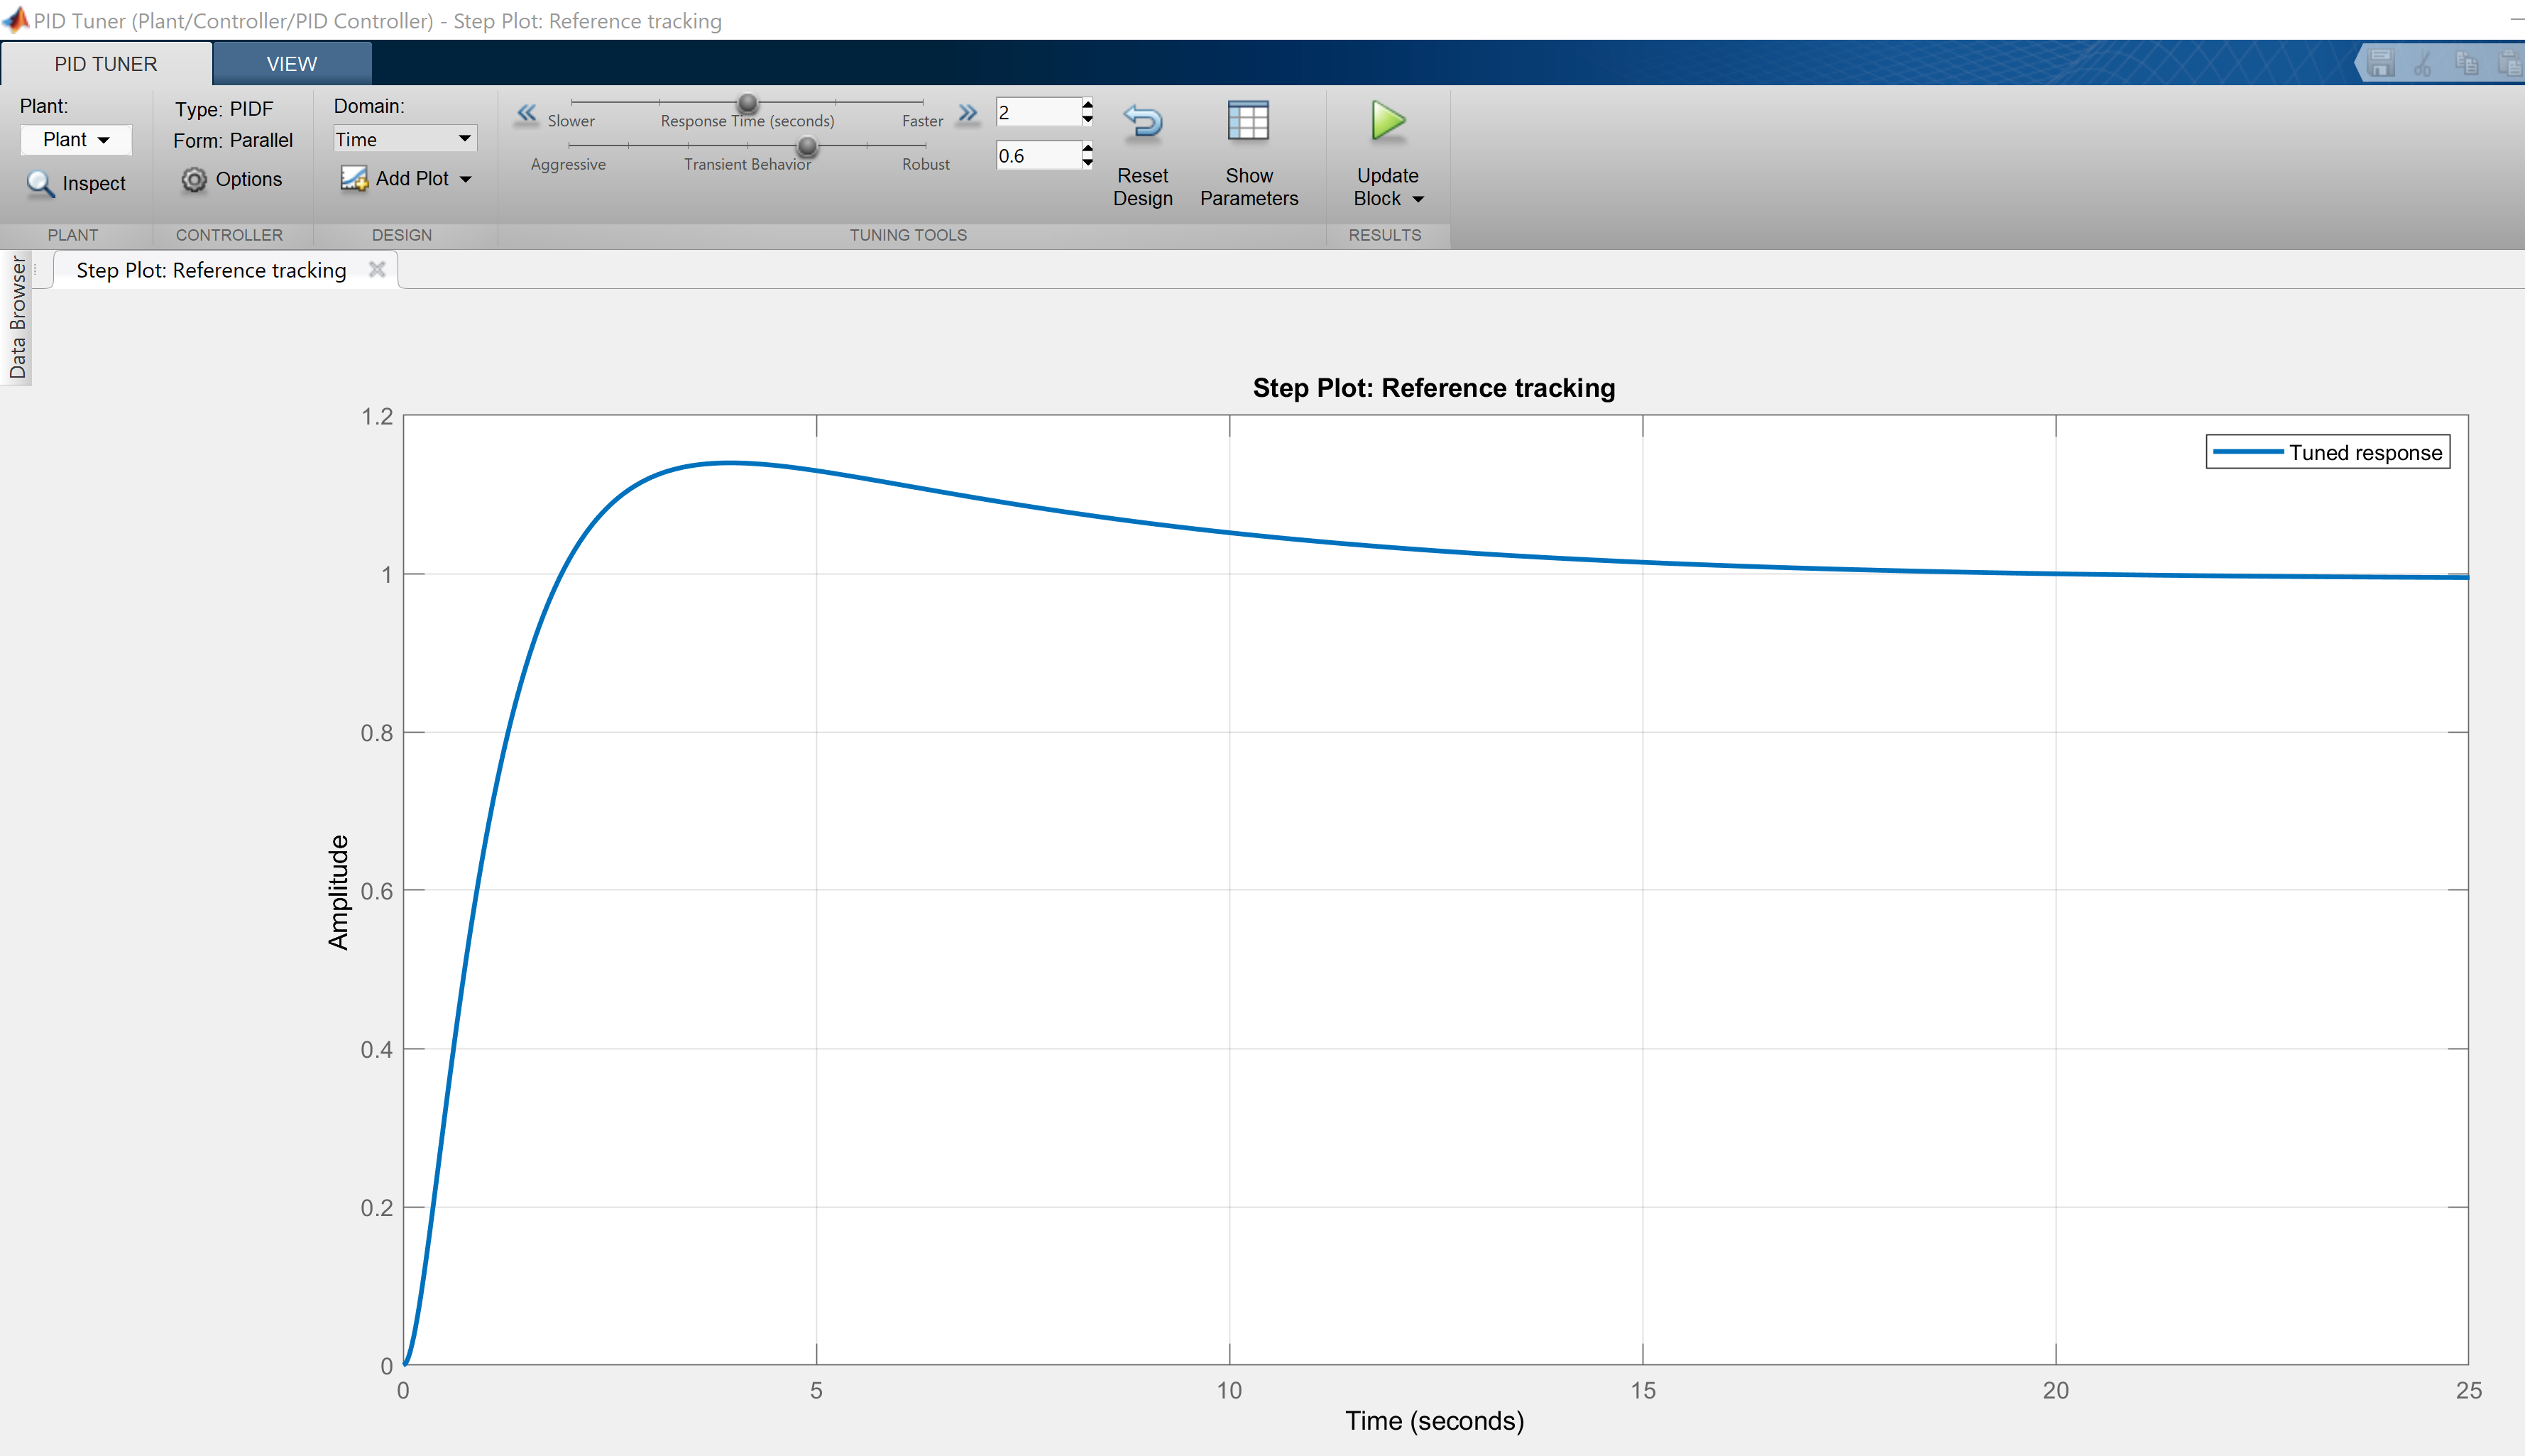 PID Tuner (Plant/Controller/PID Controller) - Step Plot: Reference tracking
PID TUNER
VIEW
Plant:
Plant
Inspect
PLANT
Type: PIDF
Form: Parallel
Options
CONTROLLER
Domain:
Time
Add Plot
DESIGN
Slower
Response Time (seconds)
Faster
2
Aggressive
Transient Behavior
Robust
0.6
Reset
Design
Show
Parameters
TUNING TOOLS
Update
Block
RESULTS
Data Browser
Step Plot: Reference tracking
Step Plot: Reference tracking
Tuned response
1.2
1
0.8
0.6
0.4
0.2
0
Amplitude
0
5
10
15
20
25
Time (seconds)